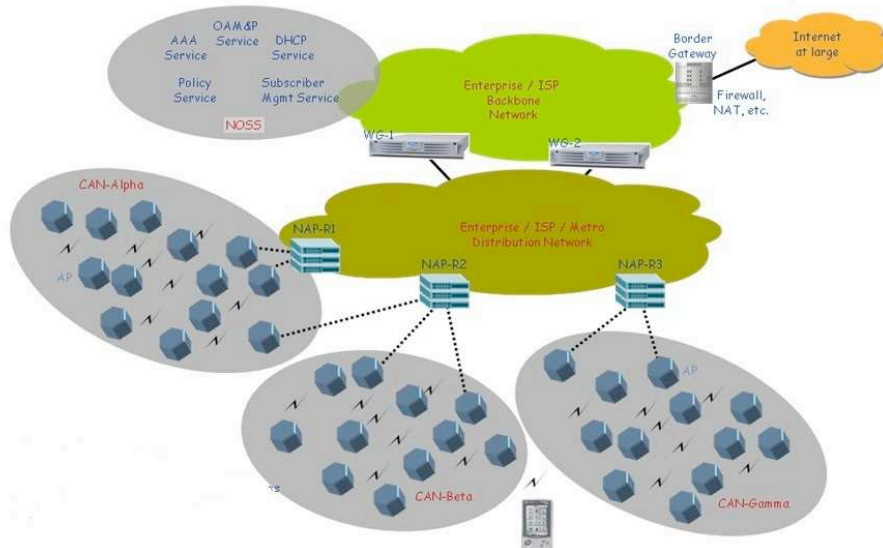 OAM&P
Service
AAA
Service
DHCP
Service
Policy
Service
Subscriber
Mgmt Service
NOSS
Enterprise / ISP
Backbone
Network
Border
Gateway
Internet
at large
Firewall,
NAT, etc.
WG-1
WG-2
CAN-Alpha
NAP-R1
Enterprise / ISP / Metro
Distribution Network
NAP-R2
NAP-R3
AP
AP
CAN-Beta
CAN-Gamma